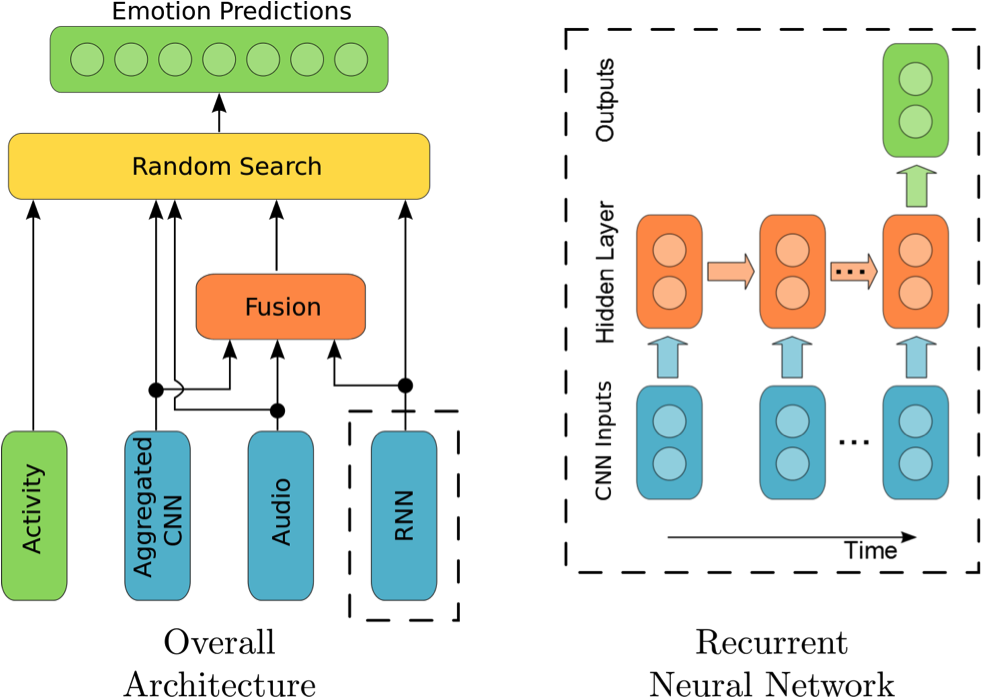 Emotion Predictions
Random Search
Fusion
Activity
Aggregated
CNN
Audio
RNN
Overall
Architecture
Outputs
Hidden Layer
...
CNN Inputs
...
Time
Recurrent
Neural Network